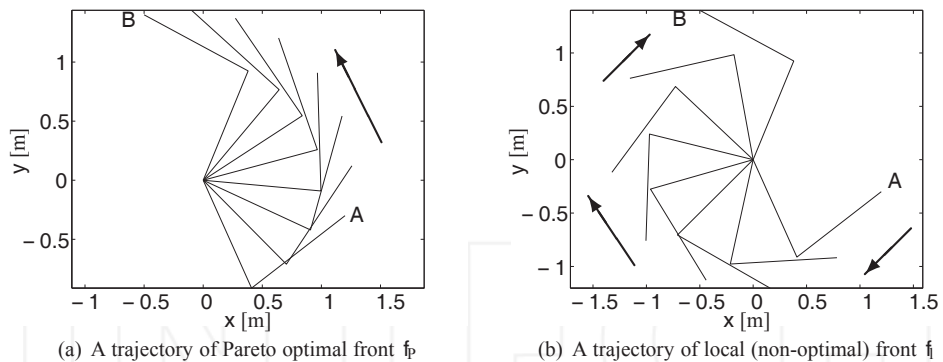 B
A
y [m]
1
0.5
0
− 0.5
− 1
− 0.5
0
0.5
1
1.5
x [m]
(a) A trajectory of Pareto optimal front fP
B
A
y [m]
1
0.5
0
− 0.5
− 1
− 1.5
− 1
− 0.5
0
0.5
1
1.5
x [m]
(b) A trajectory of local (non-optimal) front fl